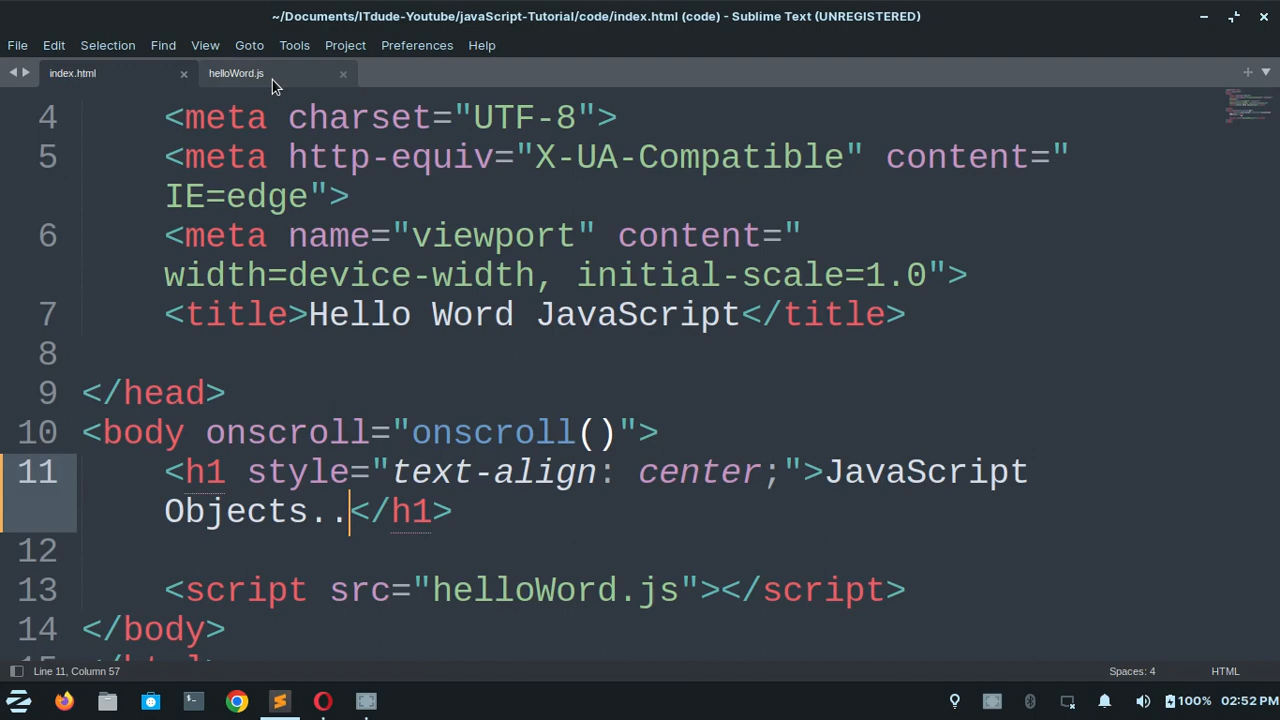 ~/Documents/ITdude-Youtube/javaScript-Tutorial/code/index.html (code) - Sublime Text (UNREGISTERED)
File Edit Selection Find View Goto Tools Project Preferences Help
index.html helloWord.js
4 <meta charset="UTF-8">
5 <meta http-equiv="X-UA-Compatible" content="
IE=edge">
6 <meta name="viewport" content="
width=device-width, initial-scale=1.0">
7 <title>Hello Word JavaScript</title>
8
9 </head>
10 <body onscroll="onscroll()">
11 <h1 style="text-align: center;">JavaScript
Objects..</h1>
12
13 <script src="helloWord.js"></script>
14 </body>
15 </html>
Line 11, Column 57 Spaces: 4 HTML
100% 02:52 PM